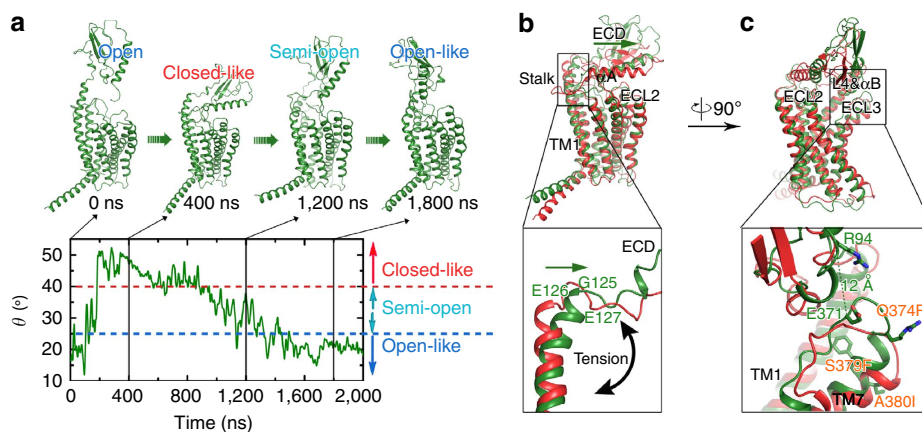 a
Open
Closed-like
Semi-open
Open-like
0 ns
400 ns
1,200 ns
1,800 ns
50
40
30
20
10
θ (°)
0
400
800
1,200
1,600
2,000
Time (ns)
Closed-like
Semi-open
Open-like
b
ECD
Stalk
αA
ECL2
TM1
ECD
E126
G125
E127
Tension
90°
c
L4&αB
ECL2
ECL3
R94
12 Å
E371
Q374R
S379F
TM1
TM7
A380I